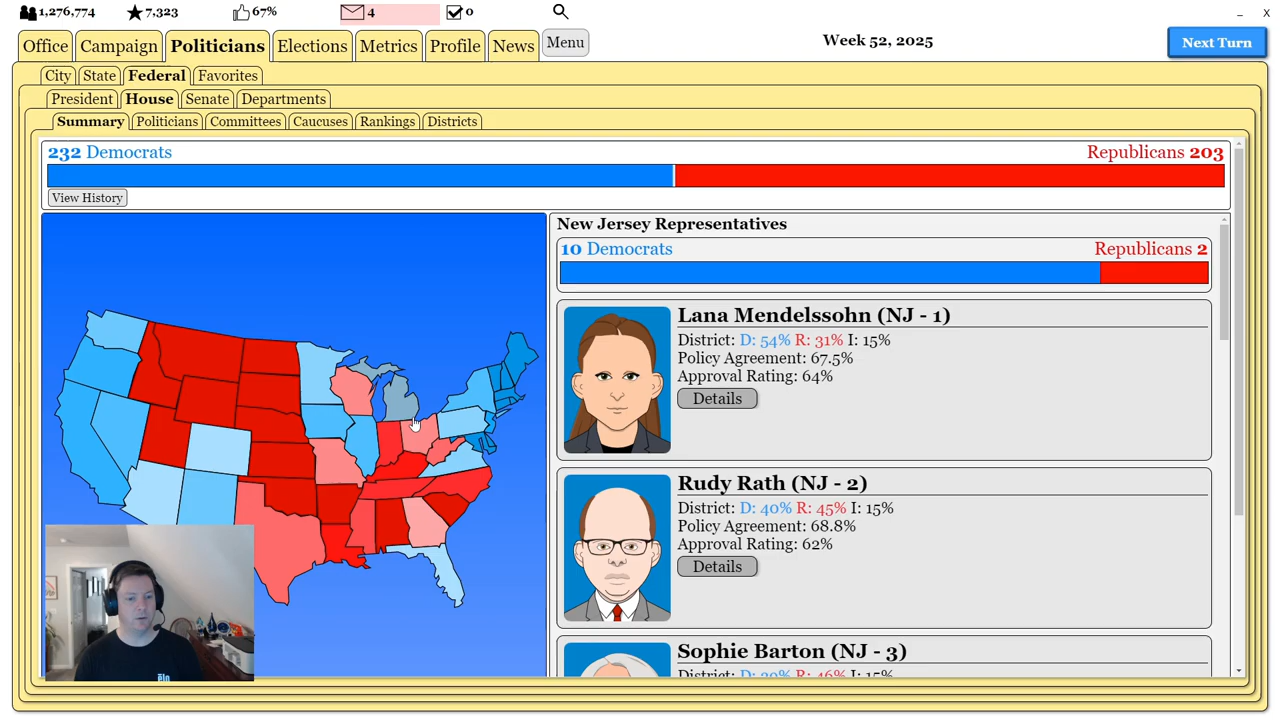 1,276,774 7,323 67% 4 0
_ X
Office Campaign Politicians Elections Metrics Profile News Menu Week 52, 2025 Next Turn
City State Federal Favorites
President House Senate Departments
Summary Politicians Committees Caucuses Rankings Districts
232 Democrats Republicans 203
View History
New Jersey Representatives
10 Democrats Republicans 2
Lana Mendelssohn (NJ - 1)
District: D: 54% R: 31% I: 15%
Policy Agreement: 67.5%
Approval Rating: 64%
Details
Rudy Rath (NJ - 2)
District: D: 40% R: 45% I: 15%
Policy Agreement: 68.8%
Approval Rating: 62%
Details
Sophie Barton (NJ - 3)
District: D: 39% R: 46% I: 15%